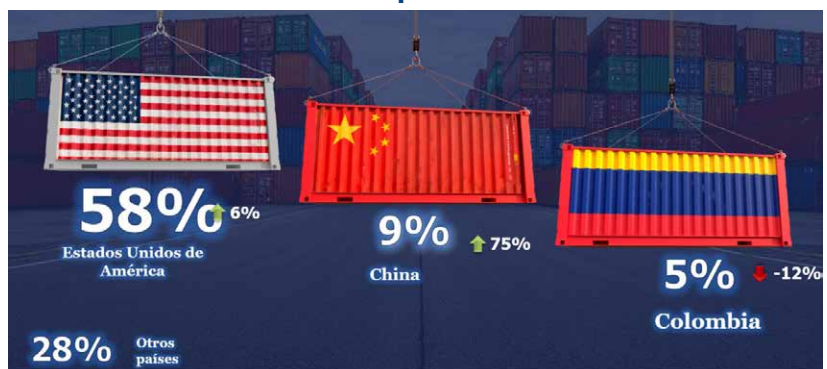 58% 6%
Estados Unidos de
América
9% 75%
China
5% -12%
Colombia
28% Otros
países